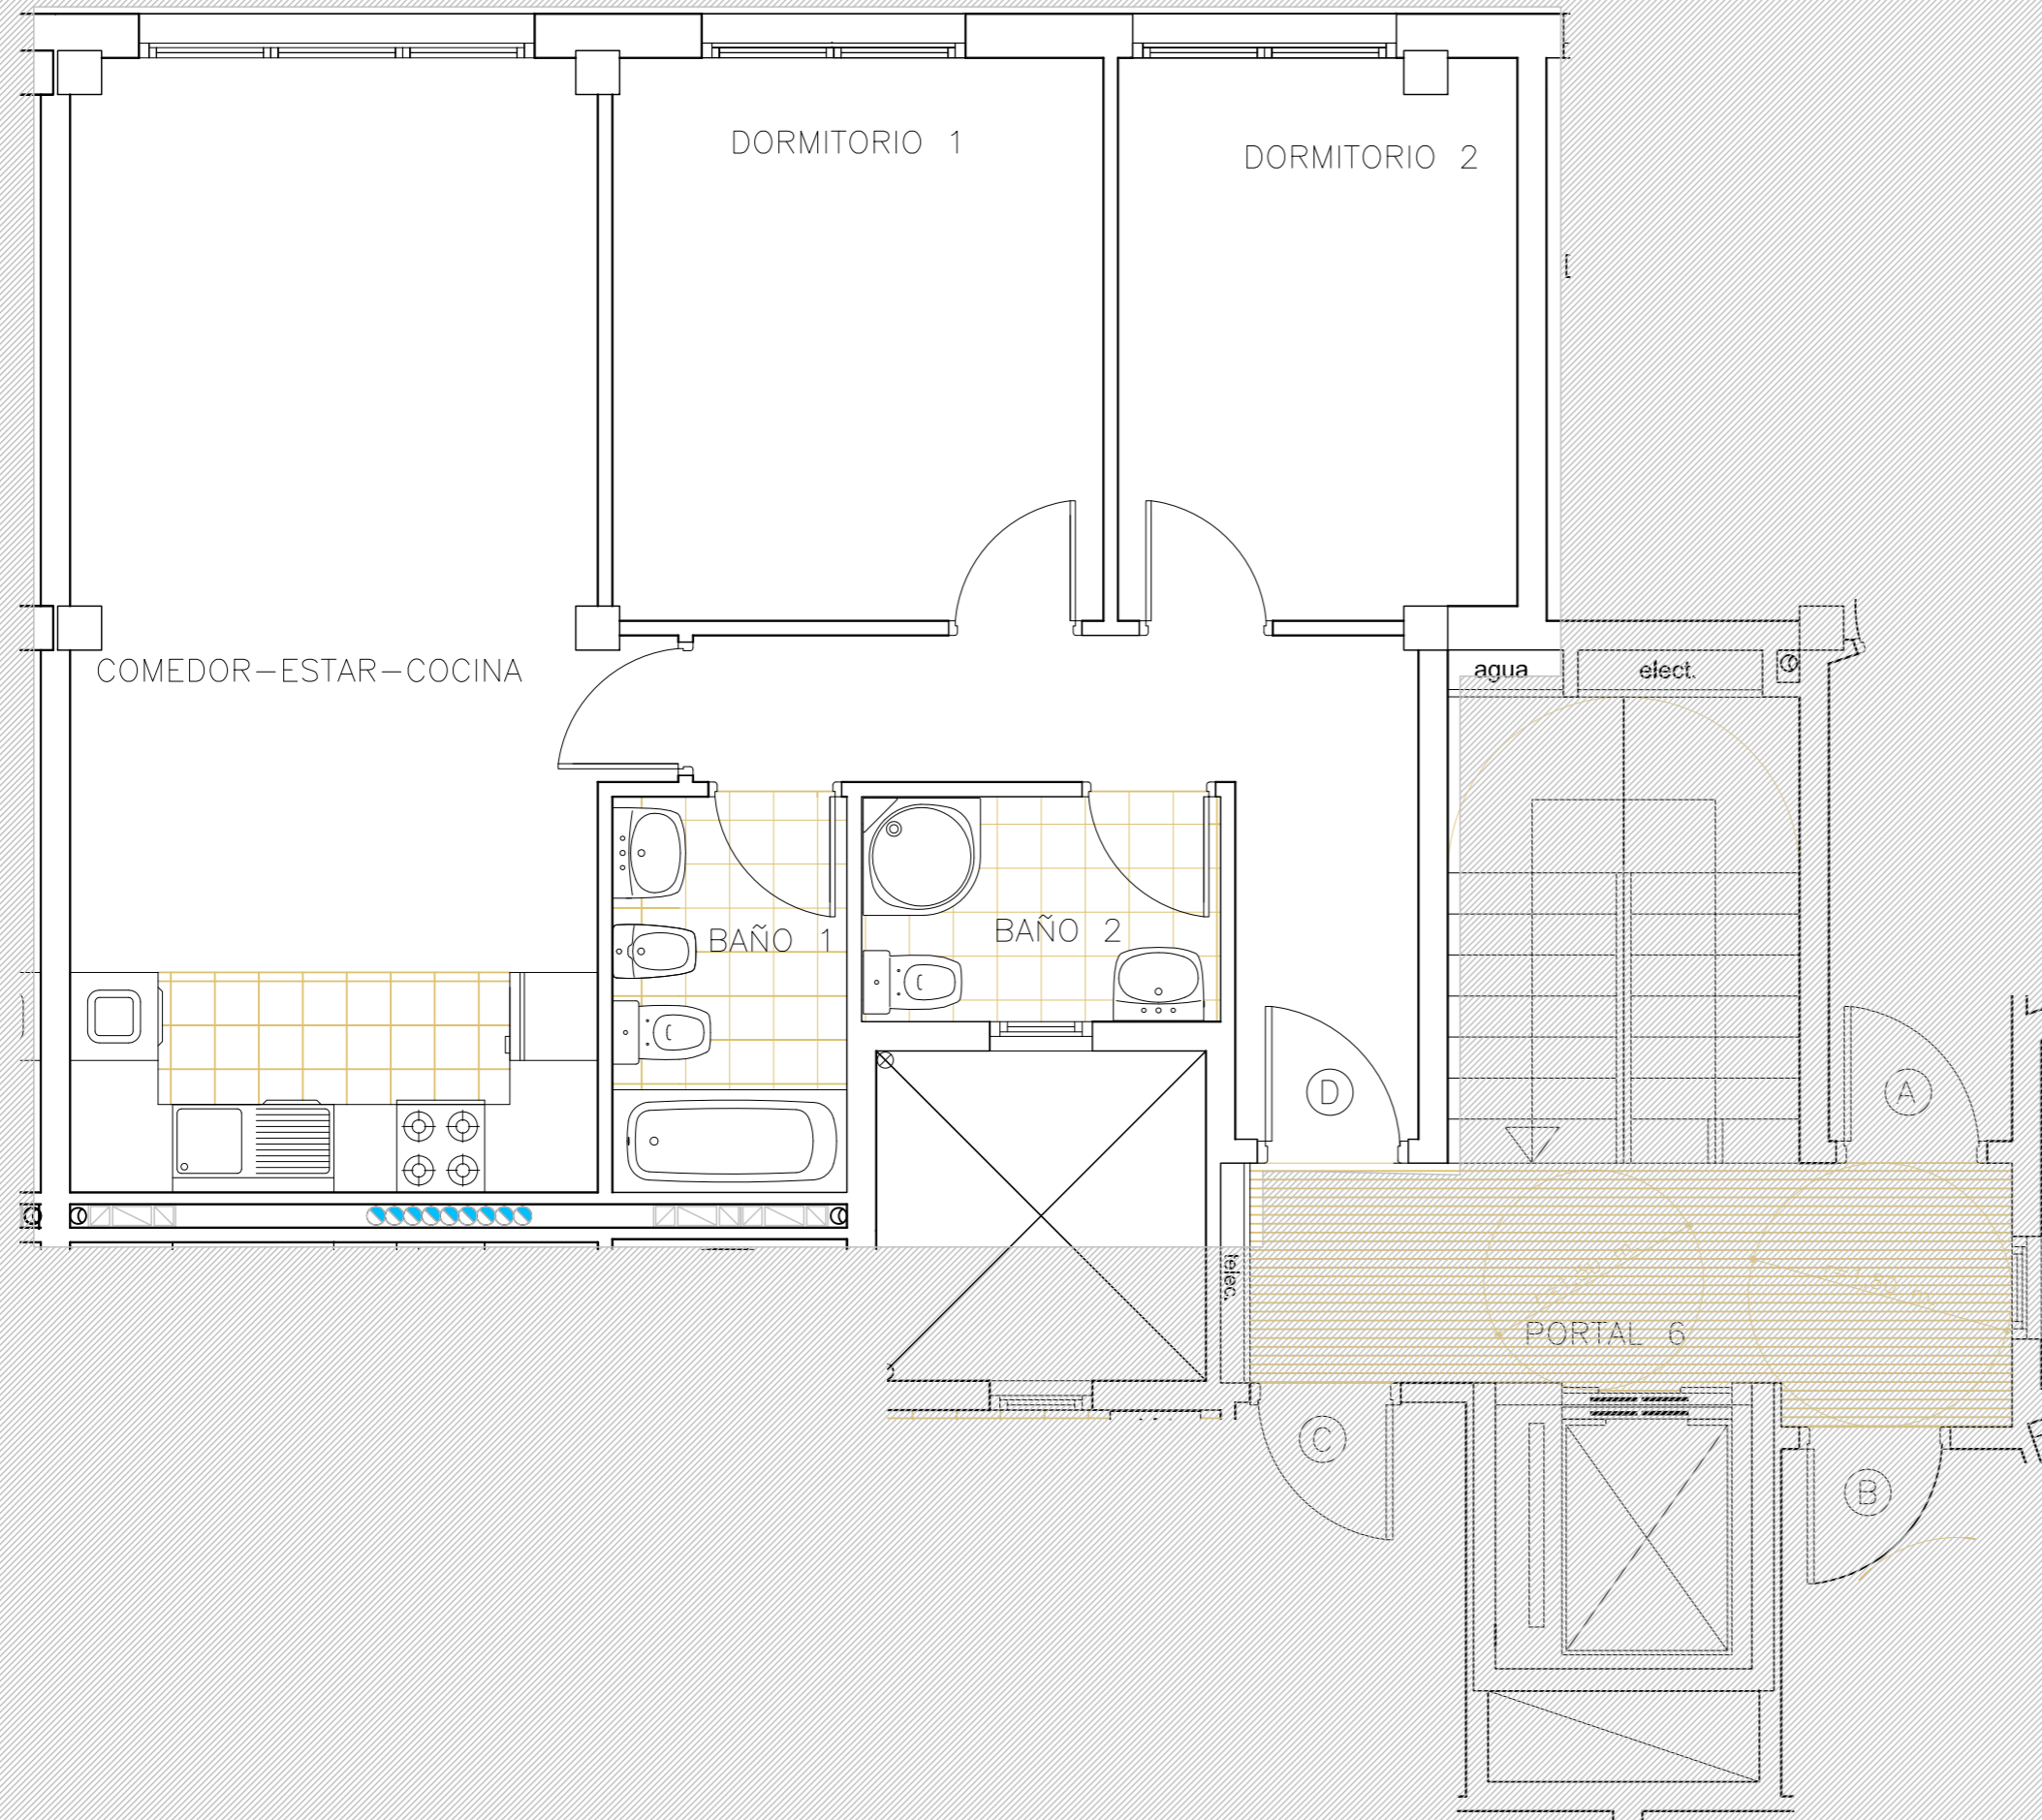 DORMITORIO 1
DORMITORIO 2
COMEDOR-ESTAR-COCINA
agua
elect.
BAÑO 1
BAÑO 2
D
A
telec.
PORTAL 6
C
B